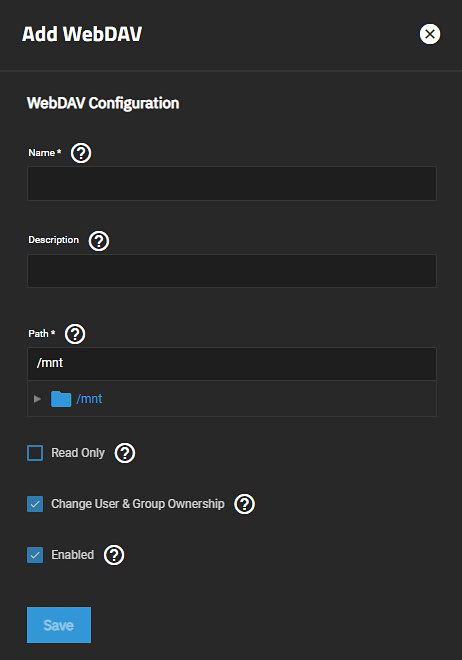 Add WebDAV
WebDAV Configuration
Name *
Description
Path *
/mnt
/mnt
Read Only
Change User & Group Ownership
Enabled
Save